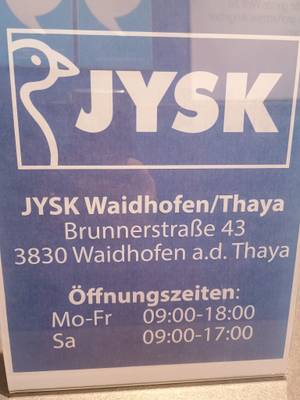 JYSK
JYSK Waidhofen/Thaya
Brunnerstraße 43
3830 Waidhofen a.d. Thaya
Öffnungszeiten:
Mo-Fr 09:00-18:00
Sa 09:00-17:00